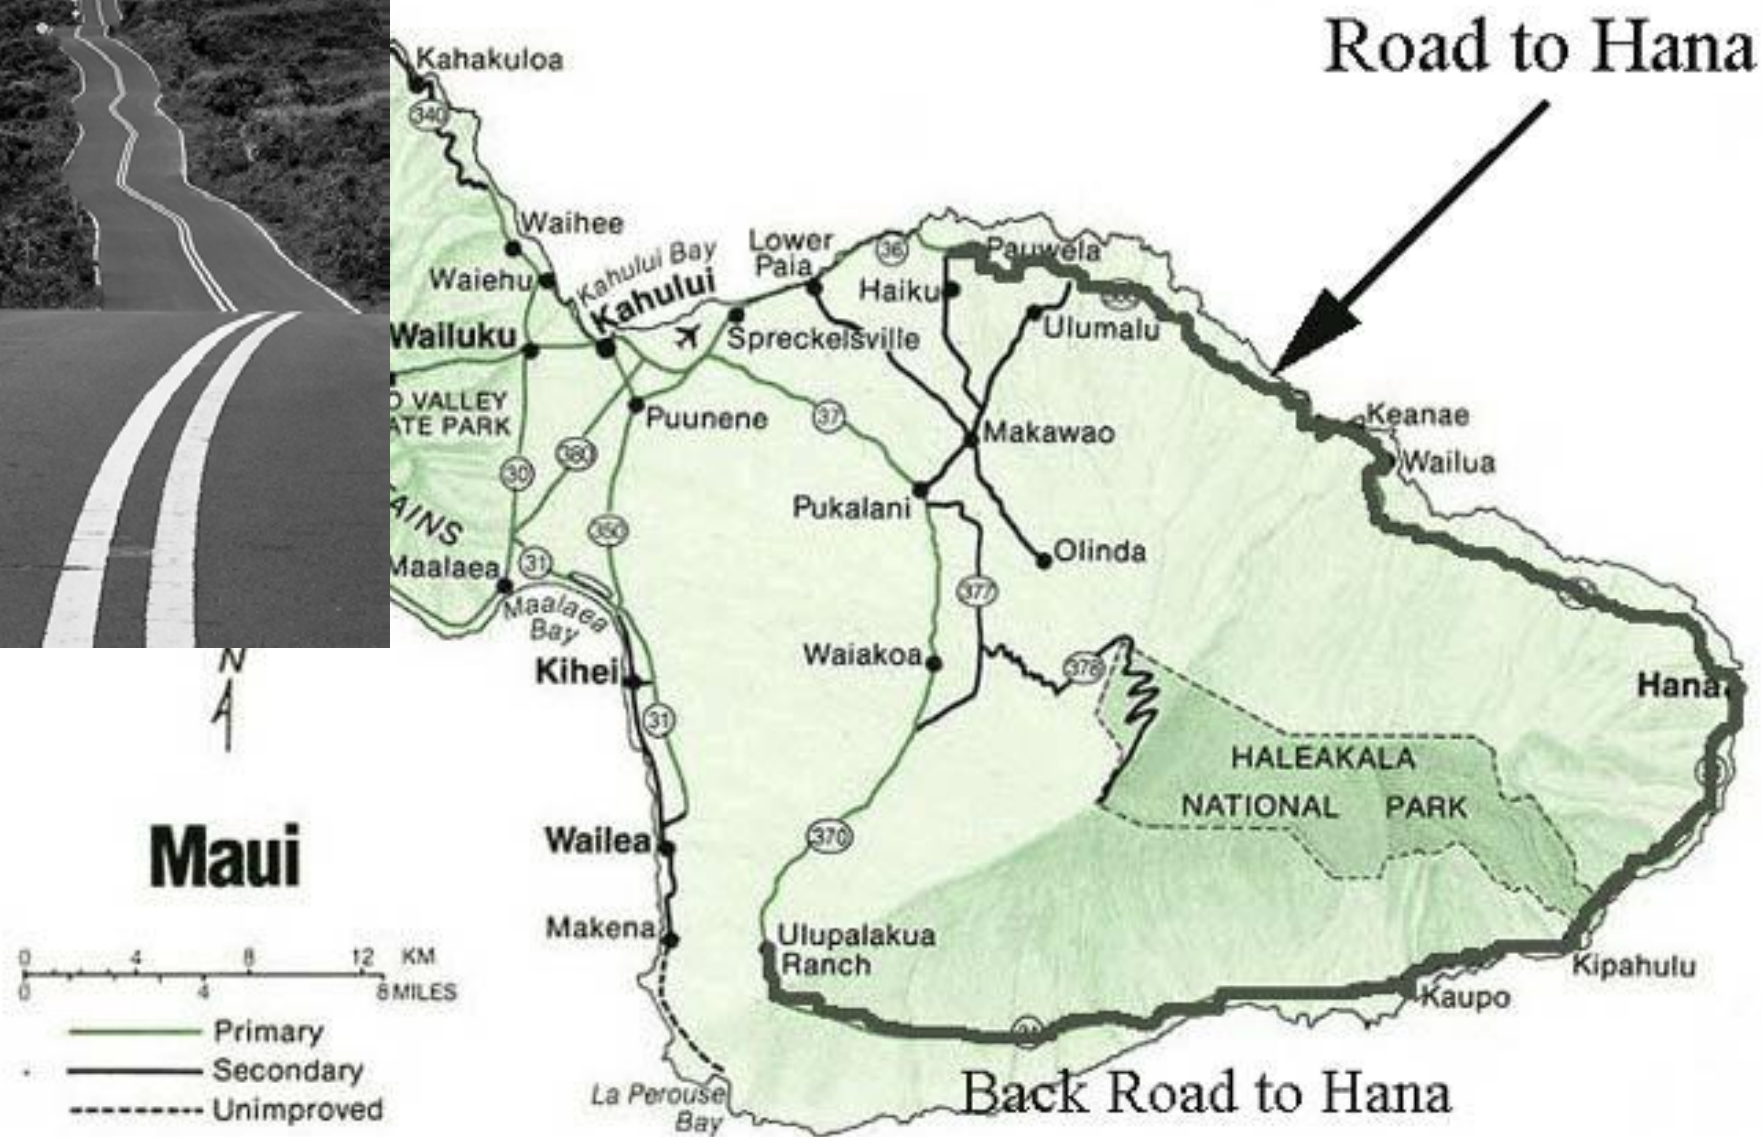 Road to Hana
Kahakuloa
340
Waihee
Waiehu
Kahului Bay
Kahului
Lower
Paia
36
Pauwela
Haiku
Ulumalu
Wailuku
Spreckelsville
VALLEY
ATE PARK
Puunene
37
Makawao
Keanae
Wailua
380
30
Pukalani
AINS
350
Olinda
Maalaea
31
377
Maalaea
Bay
Waiakoa
378
Kihei
N
31
Hana
HALEAKALA
NATIONAL PARK
Maui
Wailea
370
Makena
Ulupalakua
Ranch
Kipahulu
Kaupo
0 4 8 12 KM
0 4 8 MILES
Primary
Secondary
Unimproved
31
La Perouse
Bay
Back Road to Hana